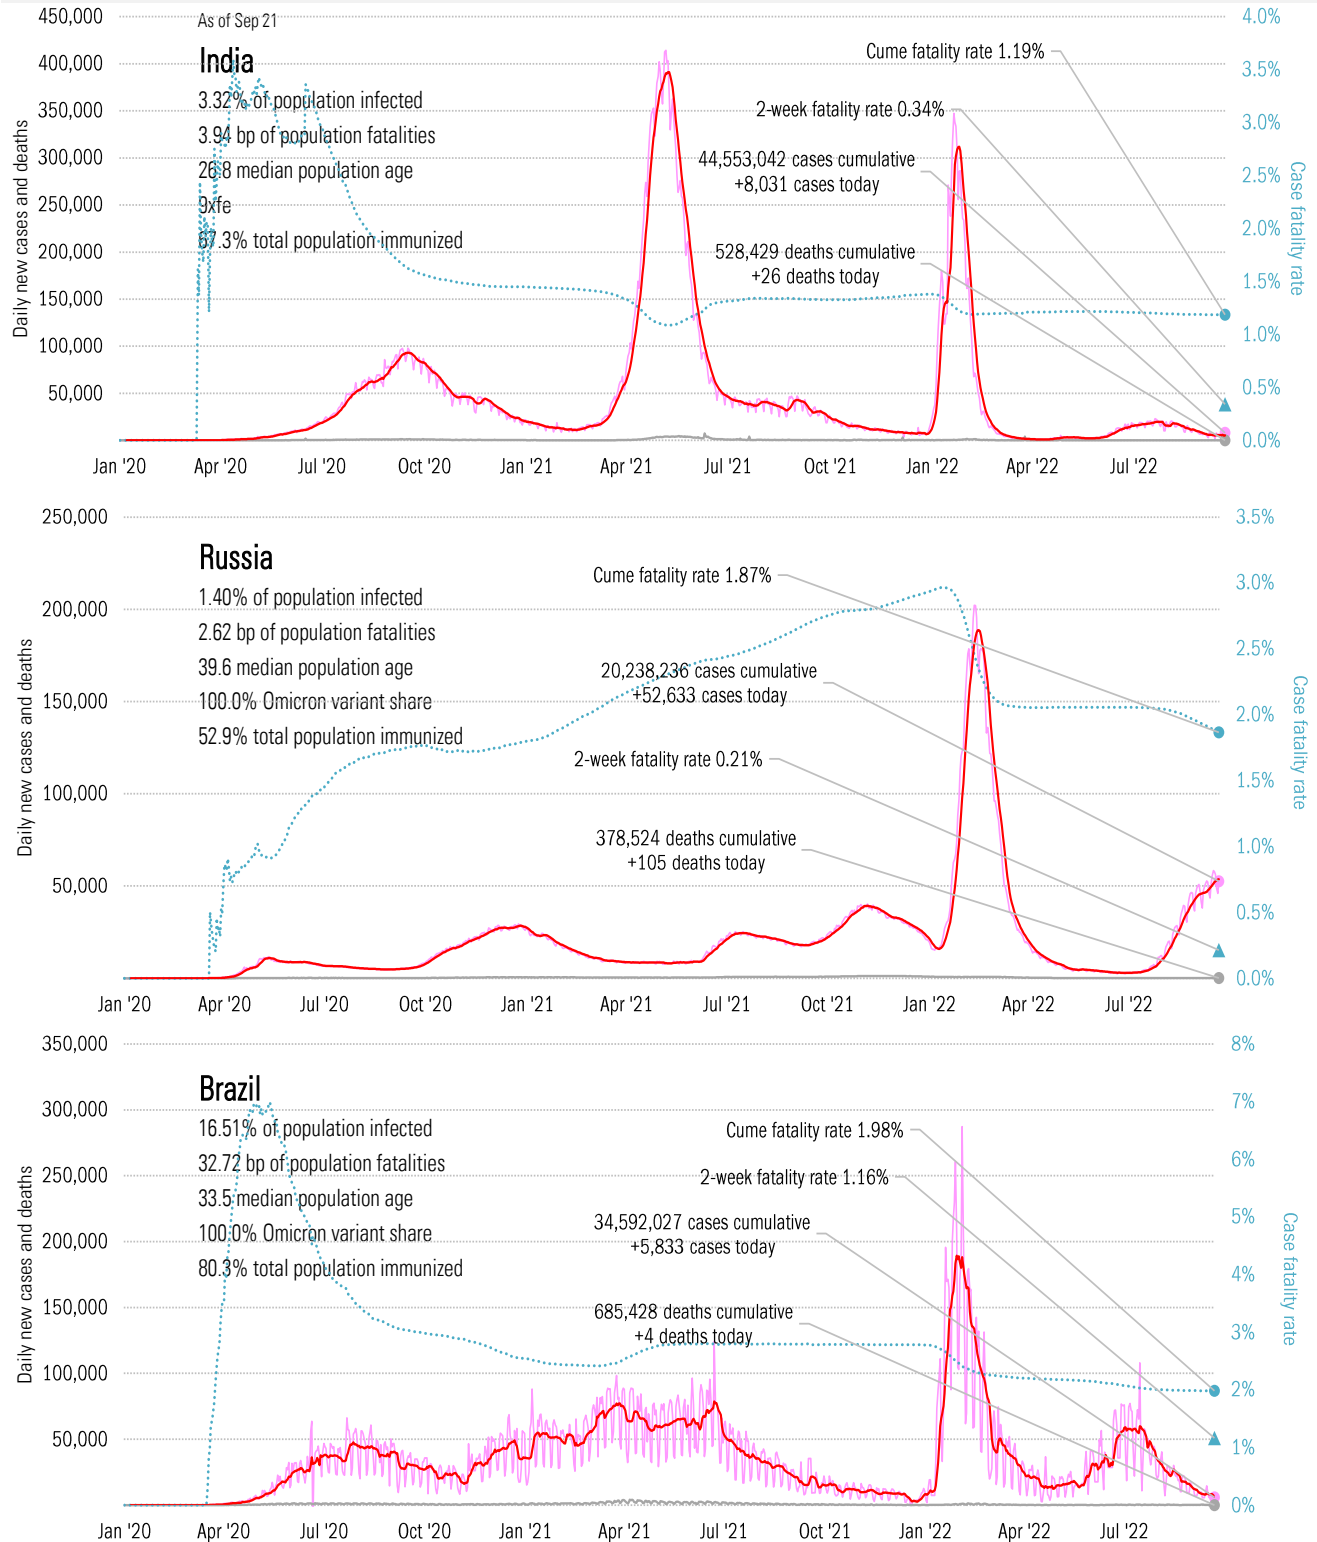 As of Sep 21
India
3.32% of population infected
3.94 bp of population fatalities
26.8 median population age
9xfe
67.3% total population immunized
Cume fatality rate 1.19%
2-week fatality rate 0.34%
44,553,042 cases cumulative
+8,031 cases today
528,429 deaths cumulative
+26 deaths today
Daily new cases and deaths
450,000
400,000
350,000
300,000
250,000
200,000
150,000
100,000
50,000
4.0%
3.5%
3.0%
2.5%
2.0%
1.5%
1.0%
0.5%
0.0%
Case fatality rate
Jan '20 Apr '20 Jul '20 Oct '20 Jan '21 Apr '21 Jul '21 Oct '21 Jan '22 Apr '22 Jul '22
Russia
1.40% of population infected
2.62 bp of population fatalities
39.6 median population age
100.0% Omicron variant share
52.9% total population immunized
Cume fatality rate 1.87%
20,238,236 cases cumulative
+52,633 cases today
2-week fatality rate 0.21%
378,524 deaths cumulative
+105 deaths today
Daily new cases and deaths
250,000
200,000
150,000
100,000
50,000
3.5%
3.0%
2.5%
2.0%
1.5%
1.0%
0.5%
0.0%
Case fatality rate
Jan '20 Apr '20 Jul '20 Oct '20 Jan '21 Apr '21 Jul '21 Oct '21 Jan '22 Apr '22 Jul '22
Brazil
16.51% of population infected
32.72 bp of population fatalities
33.5 median population age
100.0% Omicron variant share
80.3% total population immunized
Cume fatality rate 1.98%
2-week fatality rate 1.16%
34,592,027 cases cumulative
+5,833 cases today
685,428 deaths cumulative
+4 deaths today
Daily new cases and deaths
350,000
300,000
250,000
200,000
150,000
100,000
50,000
8%
7%
6%
5%
4%
3%
2%
1%
0%
Case fatality rate
Jan '20 Apr '20 Jul '20 Oct '20 Jan '21 Apr '21 Jul '21 Oct '21 Jan '22 Apr '22 Jul '22